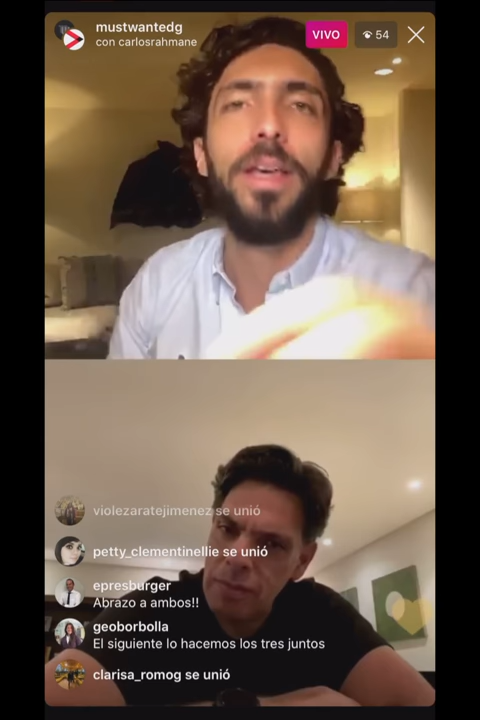 mustwantedg
con carlosrahmane
VIVO
54
violezaratejimenez se unió
petty_clementinellie se unió
epresburger
Abrazo a ambos!!
geoborbolla
El siguiente lo hacemos los tres juntos
clarisa_romog se unió